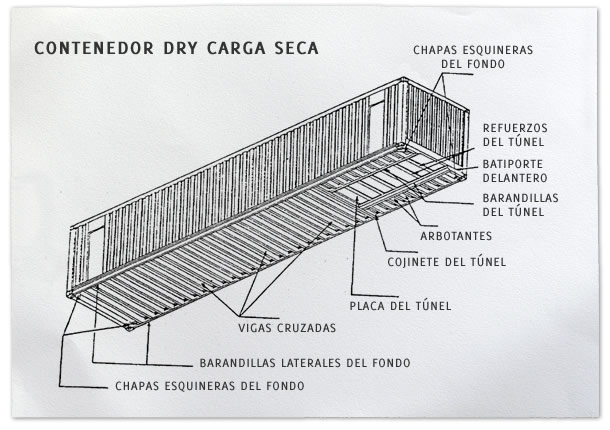 CONTENEDOR DRY CARGA SECA
CHAPAS ESQUINERAS
DEL FONDO
REFUERZOS
DEL TÚNEL
BATIPORTE
DELANTERO
BARANDILLAS
DEL TÚNEL
ARBOTANTES
COJINETE DEL TÚNEL
PLACA DEL TÚNEL
VIGAS CRUZADAS
BARANDILLAS LATERALES DEL FONDO
CHAPAS ESQUINERAS DEL FONDO